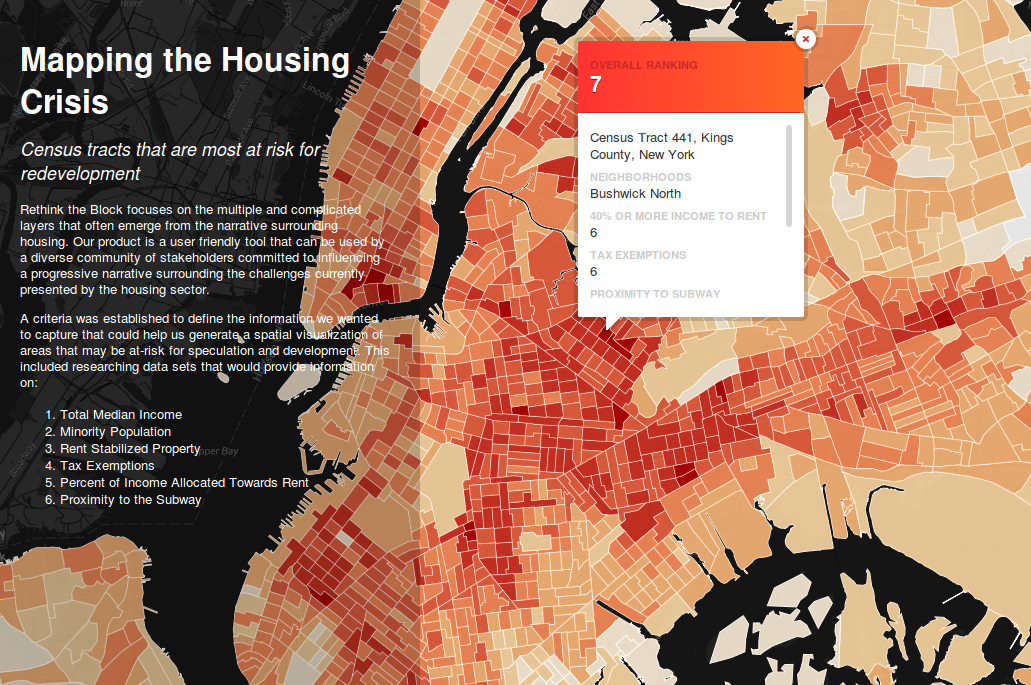 Mapping the Housing
Crisis
Census tracts that are most at risk for
redevelopment
Rethink the Block focuses on the multiple and complicated
layers that often emerge from the narrative surrounding
housing. Our product is a user friendly tool that can be used by
a diverse community of stakeholders committed to influencing
a progressive narrative surrounding the challenges currently
presented by the housing sector.
A criteria was established to define the information we wanted
to capture that could help us generate a spatial visualization of
areas that may be at-risk for speculation and development. This
included researching data sets that would provide information
on:
1. Total Median Income
2. Minority Population
3. Rent Stabilized Property
4. Tax Exemptions
5. Percent of Income Allocated Towards Rent
6. Proximity to the Subway
River
Lincoln
pper Bay
OVERALL RANKING
7
×
Census Tract 441, Kings
County, New York
NEIGHBORHOODS
Bushwick North
40% OR MORE INCOME TO RENT
6
TAX EXEMPTIONS
6
PROXIMITY TO SUBWAY